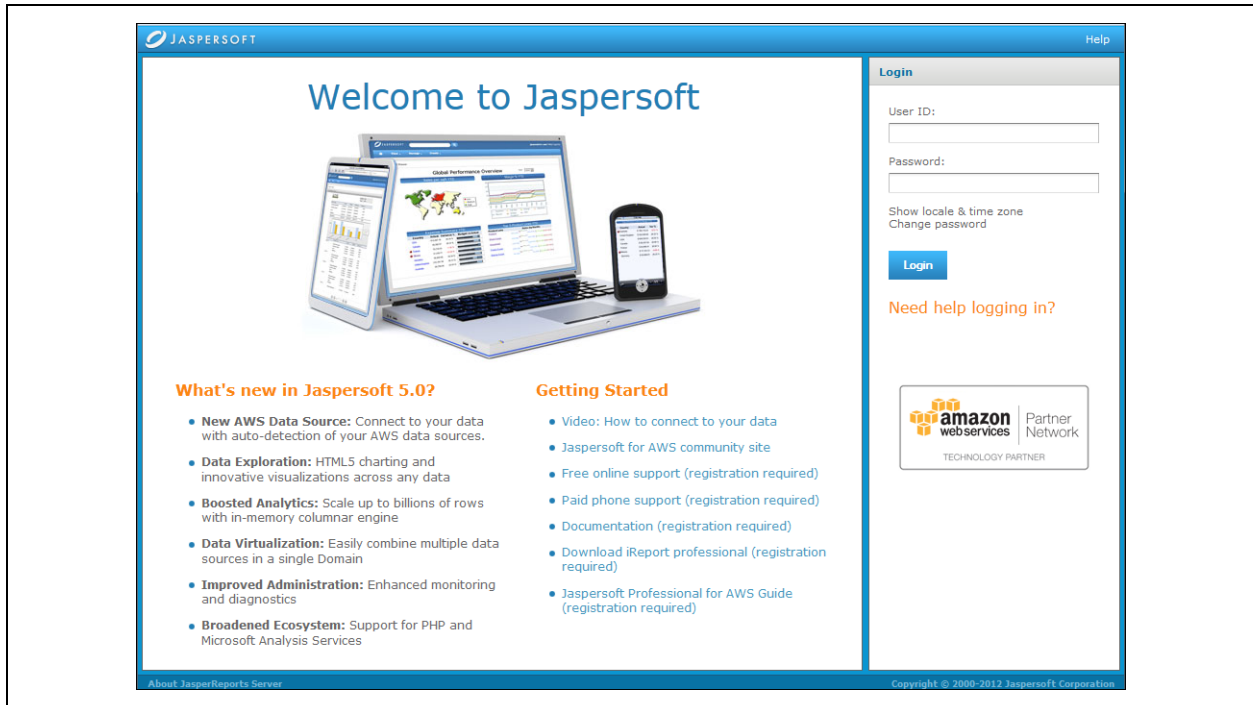 JASPERSOFT
Help
Welcome to Jaspersoft
Global Performance Overview
What's new in Jaspersoft 5.0?
New AWS Data Source: Connect to your data
with auto-detection of your AWS data sources.
Data Exploration: HTML5 charting and
innovative visualizations across any data
Boosted Analytics: Scale up to billions of rows
with in-memory columnar engine
Data Virtualization: Easily combine multiple data
sources in a single Domain
Improved Administration: Enhanced monitoring
and diagnostics
Broadened Ecosystem: Support for PHP and
Microsoft Analysis Services
Getting Started
Video: How to connect to your data
Jaspersoft for AWS community site
Free online support (registration required)
Paid phone support (registration required)
Documentation (registration required)
Download iReport professional (registration
required)
Jaspersoft Professional for AWS Guide
(registration required)
Login
User ID:
Password:
Show locale & time zone
Change password
Login
Need help logging in?
amazon
webservices
Partner
Network
TECHNOLOGY PARTNER
About JasperReports Server
Copyright © 2000-2012 Jaspersoft Corporation